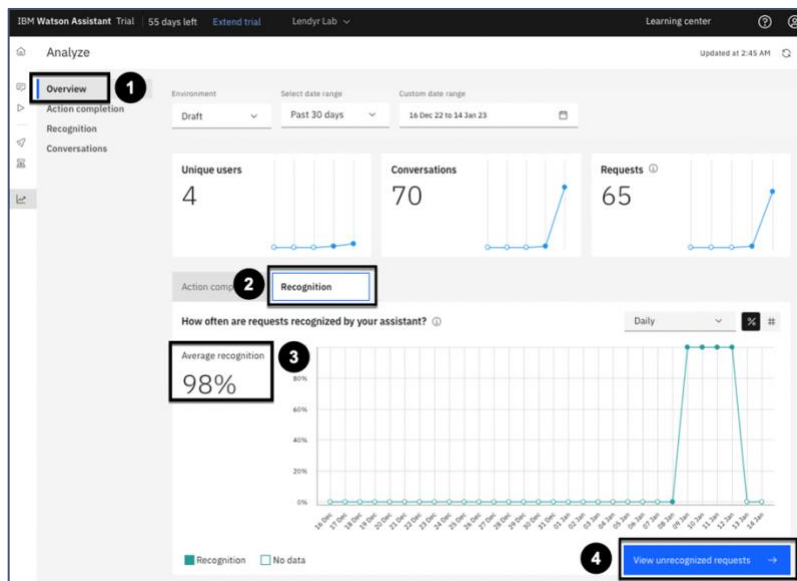 IBM Watson Assistant Trial 55 days left Extend trial Lendyr Lab Learning center
Analyze Updated at 2:45 AM
Overview 1
Action completion
Recognition
Conversations
Environment Select date range Custom date range
Draft Past 30 days 16 Dec 22 to 14 Jan 23
Unique users Conversations Requests
4 70 65
Action comp 2 Recognition
How often are requests recognized by your assistant? Daily % #
Average recognition 3
98%
80%
60%
40%
20%
0%
16 Dec 17 Dec 18 Dec 19 Dec 20 Dec 21 Dec 22 Dec 23 Dec 24 Dec 25 Dec 26 Dec 27 Dec 28 Dec 29 Dec 30 Dec 31 Dec 01 Jan 02 Jan 03 Jan 04 Jan 05 Jan 06 Jan 07 Jan 08 Jan 09 Jan 10 Jan 11 Jan 12 Jan 13 Jan 14 Jan
Recognition No data 4 View unrecognized requests →